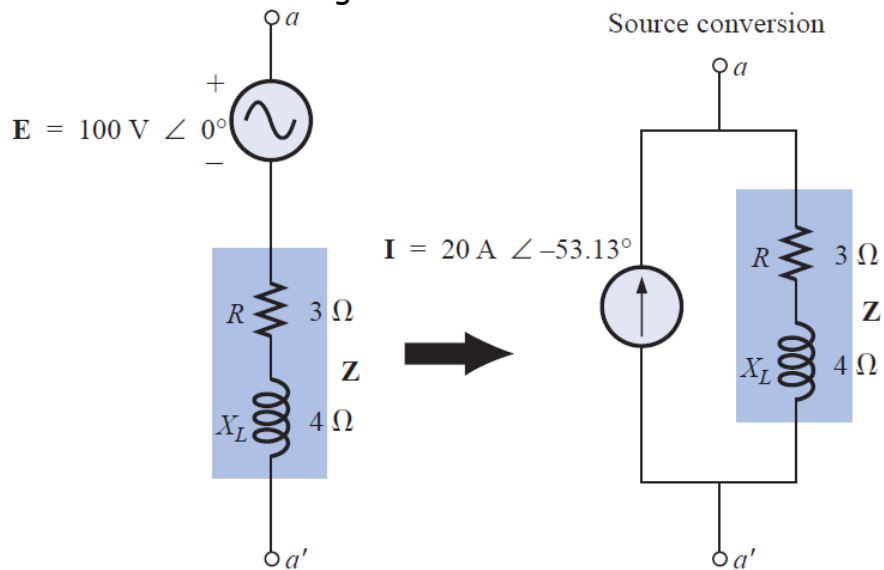 Source conversion
a
a
+
E = 100 V ∠ 0°
–
I = 20 A ∠ –53.13°
R
3 Ω
Z
X_L
4 Ω
R
3 Ω
Z
X_L
4 Ω
a′
a′